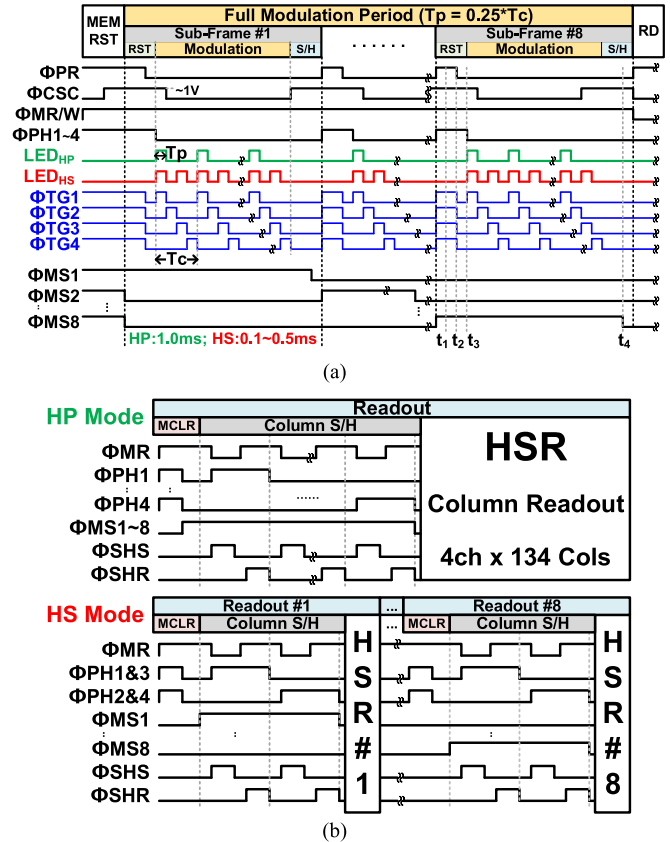 MEM RST
Full Modulation Period (Tp = 0.25*Tc)
RD
Sub-Frame #1
......
Sub-Frame #8
RST Modulation S/H
RST Modulation S/H
ΦPR
ΦCSC
~1V
ΦMR/W
ΦPH1~4
LEDHP
Tp
LEDHS
ΦTG1
ΦTG2
ΦTG3
ΦTG4
Tc
ΦMS1
ΦMS2
ΦMS8
HP:1.0ms; HS:0.1~0.5ms
t1 t2 t3 t4
(a)
HP Mode
Readout
MCLR Column S/H
ΦMR
ΦPH1
......
ΦPH4
ΦMS1~8
ΦSHS
ΦSHR
HSR
Column Readout
4ch x 134 Cols
HS Mode
Readout #1 ... Readout #8
MCLR Column S/H ... MCLR Column S/H
ΦMR
ΦPH1&3
ΦPH2&4
ΦMS1
ΦMS8
ΦSHS
ΦSHR
HSR#1
HSR#8
(b)